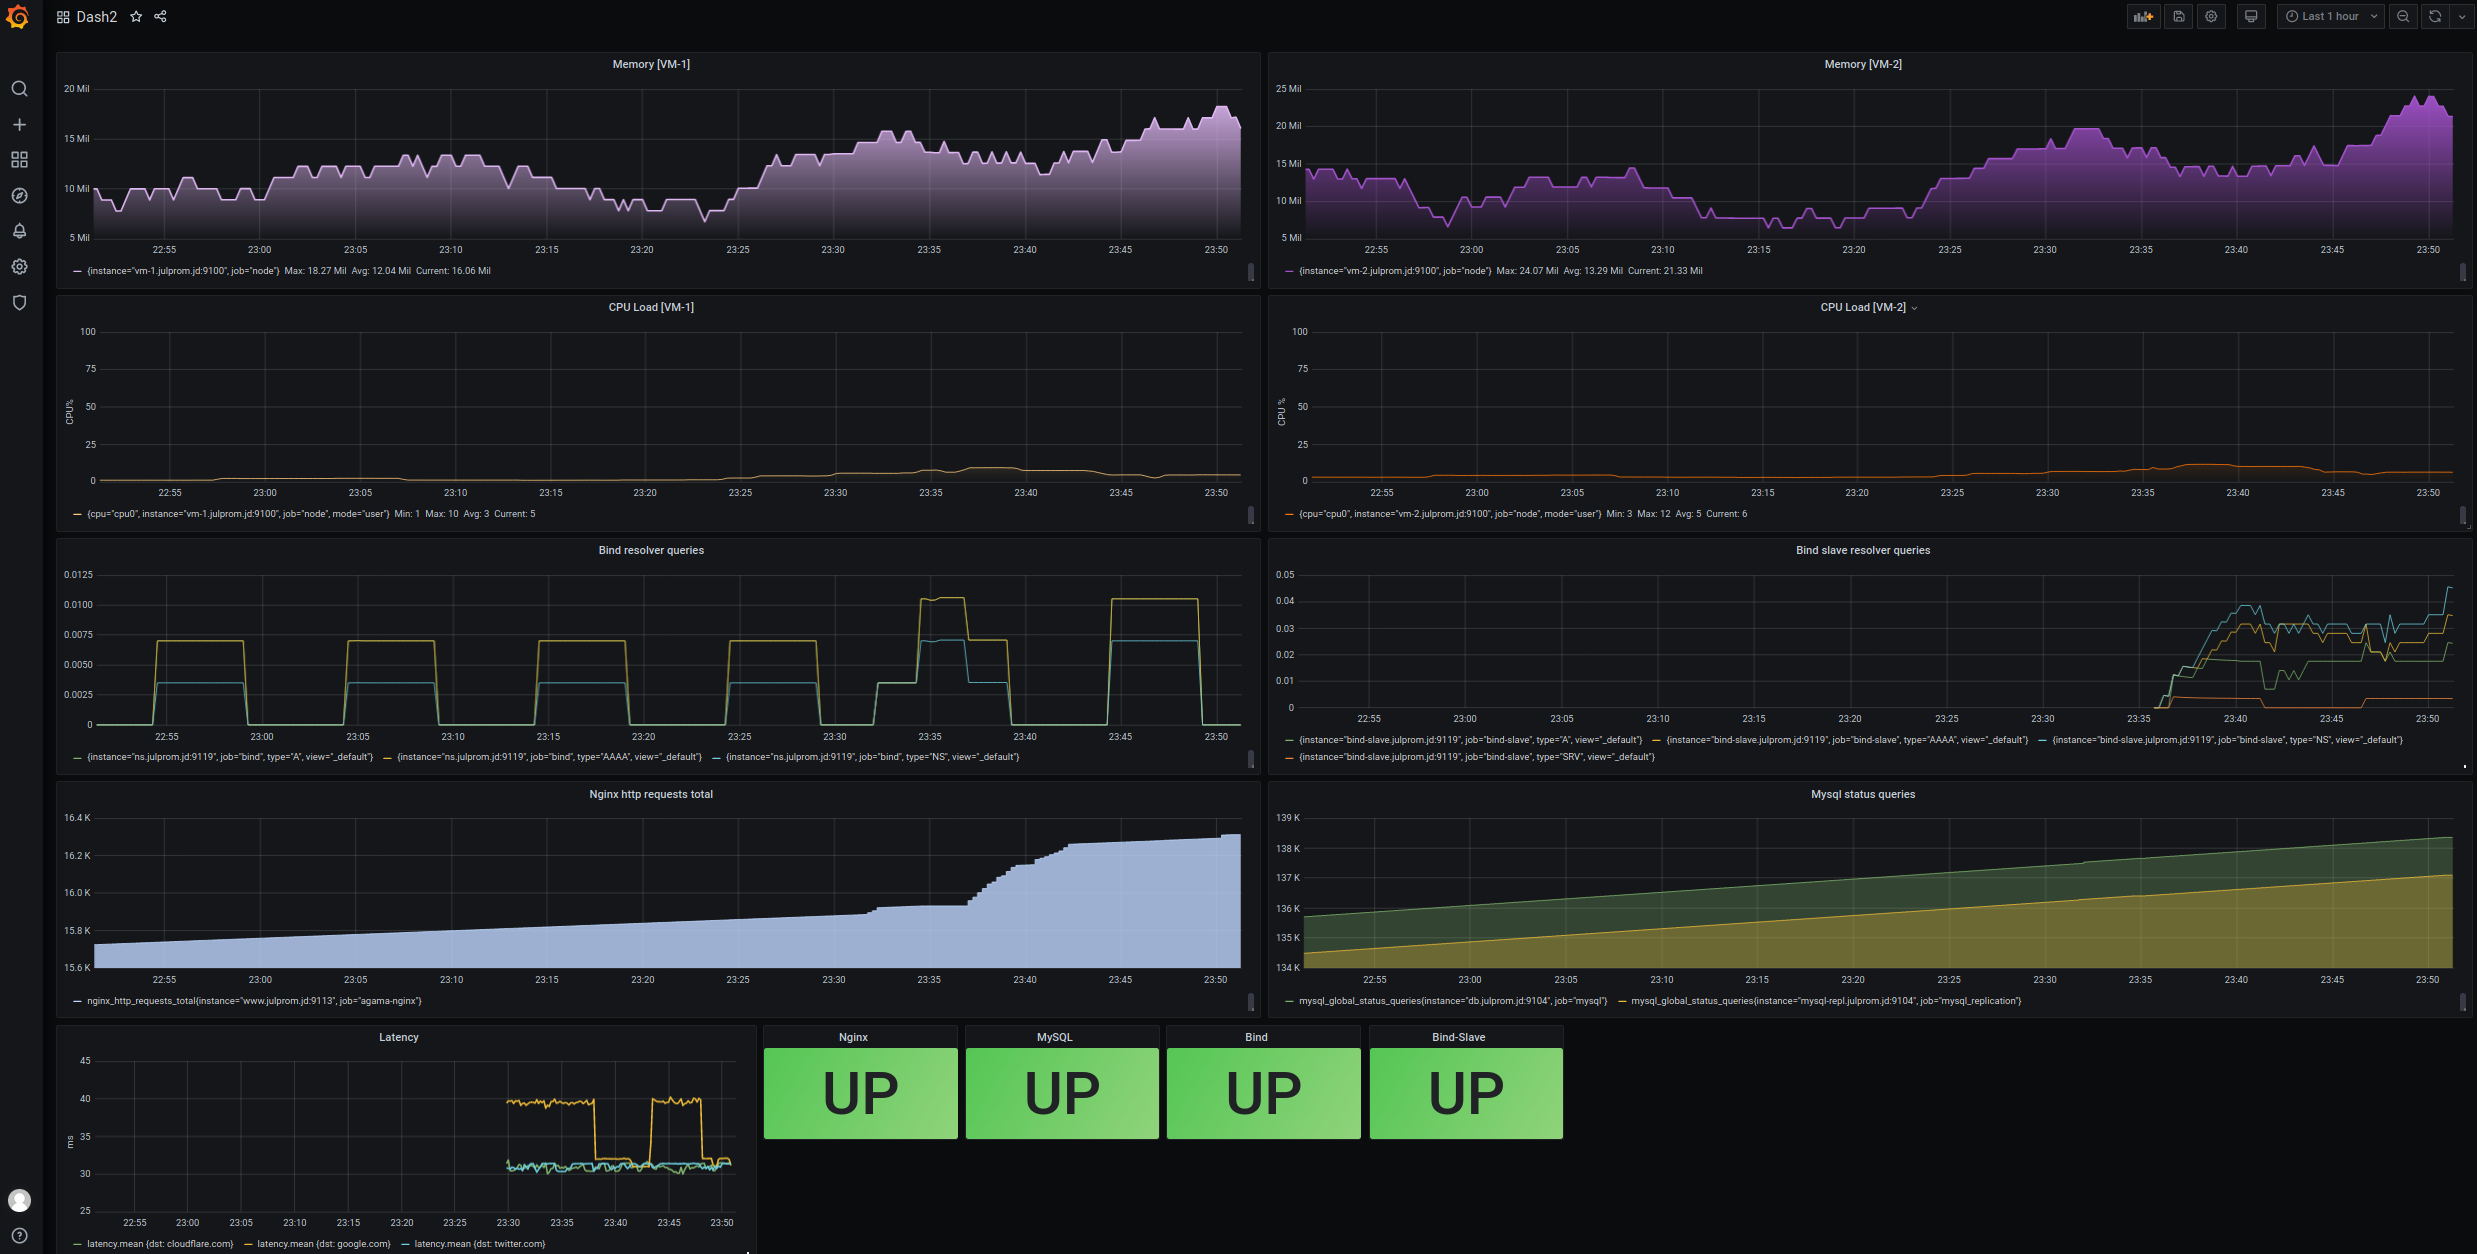 Dash2
Last 1 hour
Memory [VM-1]
20 Mil
15 Mil
10 Mil
5 Mil
22:55 23:00 23:05 23:10 23:15 23:20 23:25 23:30 23:35 23:40 23:45 23:50
{instance="vm-1.julprom.jd:9100", job="node"} Max: 18.27 Mil Avg: 12.04 Mil Current: 16.06 Mil
Memory [VM-2]
25 Mil
20 Mil
15 Mil
10 Mil
5 Mil
22:55 23:00 23:05 23:10 23:15 23:20 23:25 23:30 23:35 23:40 23:45 23:50
{instance="vm-2.julprom.jd:9100", job="node"} Max: 24.07 Mil Avg: 13.29 Mil Current: 21.33 Mil
CPU Load [VM-1]
CPU%
100
75
50
25
0
22:55 23:00 23:05 23:10 23:15 23:20 23:25 23:30 23:35 23:40 23:45 23:50
{cpu="cpu0", instance="vm-1.julprom.jd:9100", job="node", mode="user"} Min: 1 Max: 10 Avg: 3 Current: 5
CPU Load [VM-2]
CPU %
100
75
50
25
0
22:55 23:00 23:05 23:10 23:15 23:20 23:25 23:30 23:35 23:40 23:45 23:50
{cpu="cpu0", instance="vm-2.julprom.jd:9100", job="node", mode="user"} Min: 3 Max: 12 Avg: 5 Current: 6
Bind resolver queries
0.0125
0.0100
0.0075
0.0050
0.0025
0
22:55 23:00 23:05 23:10 23:15 23:20 23:25 23:30 23:35 23:40 23:45 23:50
{instance="ns.julprom.jd:9119", job="bind", type="A", view="_default"} {instance="ns.julprom.jd:9119", job="bind", type="AAAA", view="_default"} {instance="ns.julprom.jd:9119", job="bind", type="NS", view="_default"}
Bind slave resolver queries
0.05
0.04
0.03
0.02
0.01
0
22:55 23:00 23:05 23:10 23:15 23:20 23:25 23:30 23:35 23:40 23:45 23:50
{instance="bind-slave.julprom.jd:9119", job="bind-slave", type="A", view="_default"} {instance="bind-slave.julprom.jd:9119", job="bind-slave", type="AAAA", view="_default"} {instance="bind-slave.julprom.jd:9119", job="bind-slave", type="NS", view="_default"}
{instance="bind-slave.julprom.jd:9119", job="bind-slave", type="SRV", view="_default"}
Nginx http requests total
16.4 K
16.2 K
16.0 K
15.8 K
15.6 K
22:55 23:00 23:05 23:10 23:15 23:20 23:25 23:30 23:35 23:40 23:45 23:50
nginx_http_requests_total{instance="www.julprom.jd:9113", job="agama-nginx"}
Mysql status queries
139 K
138 K
137 K
136 K
135 K
134 K
22:55 23:00 23:05 23:10 23:15 23:20 23:25 23:30 23:35 23:40 23:45 23:50
mysql_global_status_queries{instance="db.julprom.jd:9104", job="mysql"} mysql_global_status_queries{instance="mysql-repl.julprom.jd:9104", job="mysql_replication"}
Latency
ms
45
40
35
30
25
22:55 23:00 23:05 23:10 23:15 23:20 23:25 23:30 23:35 23:40 23:45 23:50
latency.mean {dst: cloudflare.com} latency.mean {dst: google.com} latency.mean {dst: twitter.com}
Nginx
UP
MySQL
UP
Bind
UP
Bind-Slave
UP